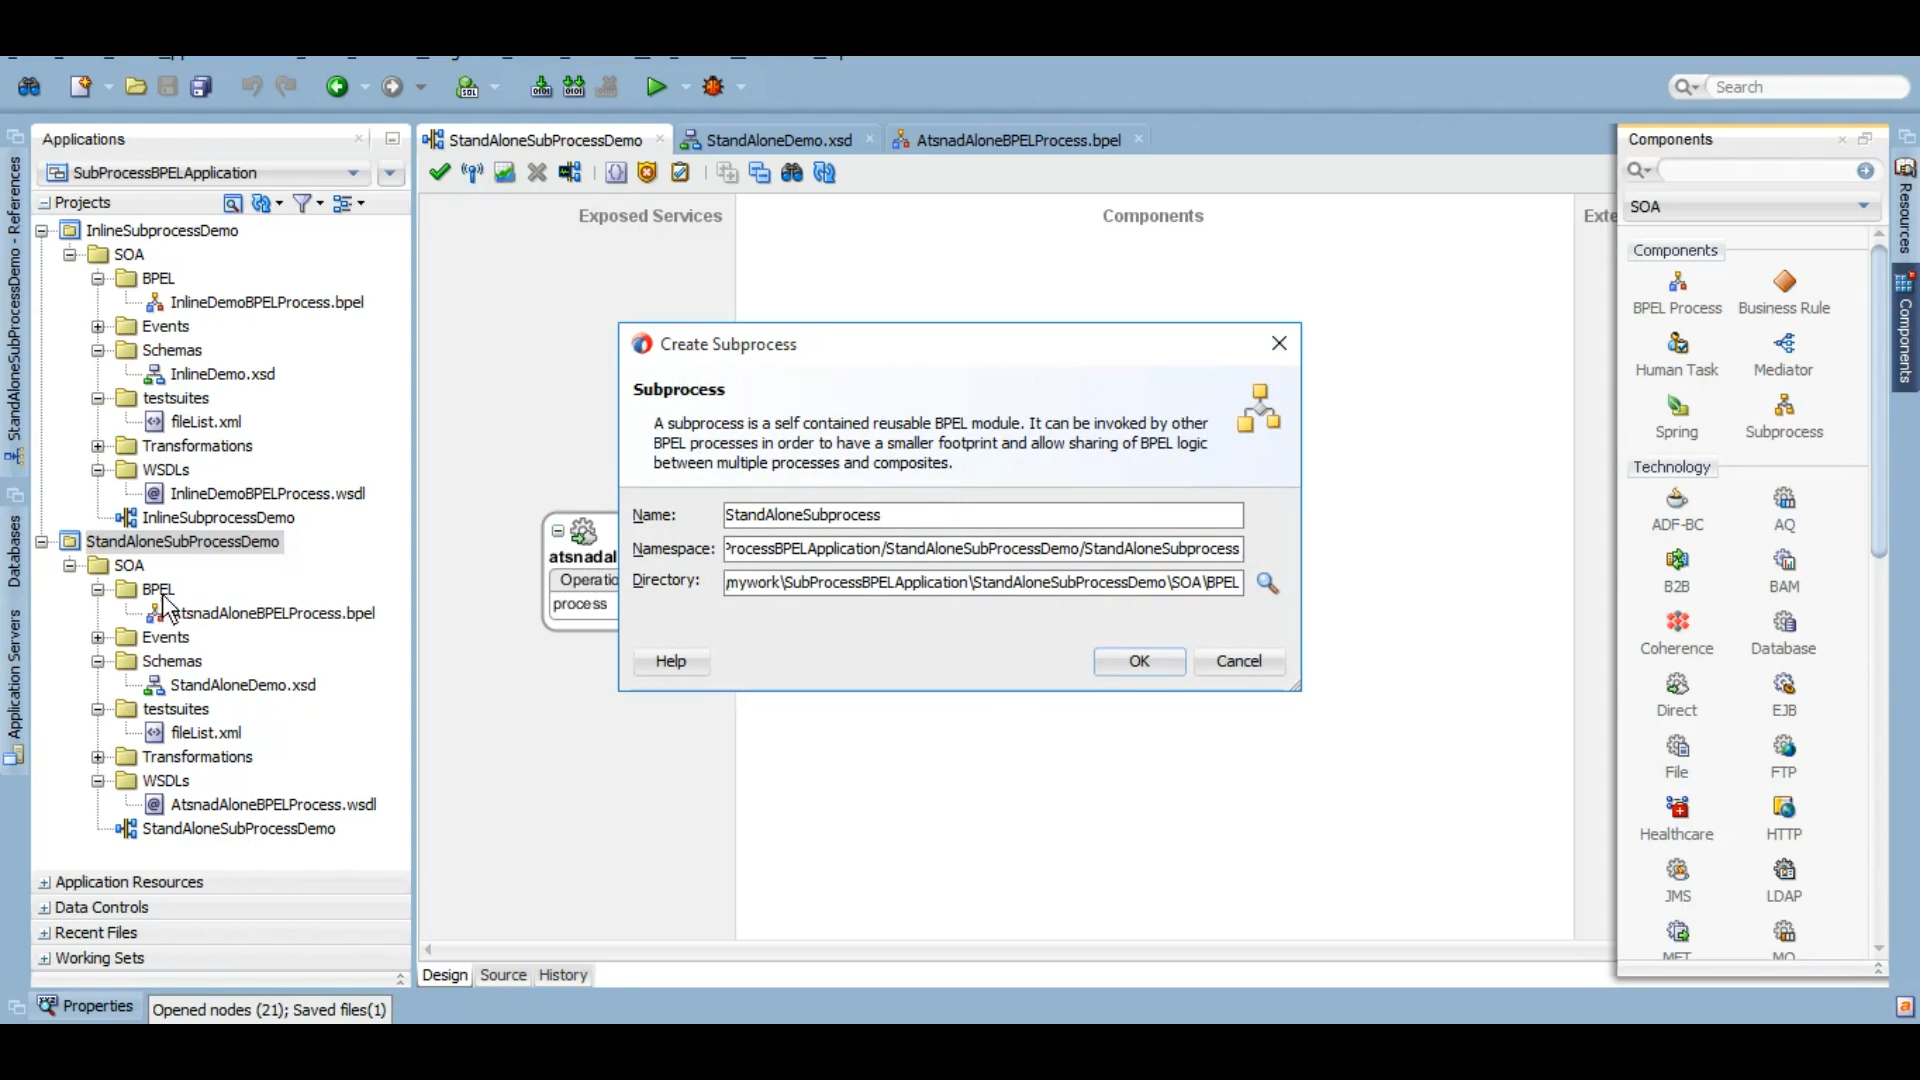 Search
Applications
SubProcessBPELApplication
Projects
InlineSubprocessDemo
SOA
BPEL
InlineDemoBPELProcess.bpel
Events
Schemas
InlineDemo.xsd
testsuites
fileList.xml
Transformations
WSDLs
InlineDemoBPELProcess.wsdl
InlineSubprocessDemo
StandAloneSubProcessDemo
SOA
BPEL
AtsnadAloneBPELProcess.bpel
Events
Schemas
StandAloneDemo.xsd
testsuites
fileList.xml
Transformations
WSDLs
AtsnadAloneBPELProcess.wsdl
StandAloneSubProcessDemo
Application Resources
Data Controls
Recent Files
Working Sets
Properties
Opened nodes (21); Saved files(1)
StandAloneSubProcessDemo - References
Databases
Application Servers
StandAloneSubProcessDemo
StandAloneDemo.xsd
AtsnadAloneBPELProcess.bpel
Exposed Services
Components
Exte
atsnadal
Operatio
process
Create Subprocess
Subprocess
A subprocess is a self contained reusable BPEL module. It can be invoked by other
BPEL processes in order to have a smaller footprint and allow sharing of BPEL logic
between multiple processes and composites.
Name: StandAloneSubprocess
Namespace: ProcessBPELApplication/StandAloneSubProcessDemo/StandAloneSubprocess
Directory: mywork\SubProcessBPELApplication\StandAloneSubProcessDemo\SOA\BPEL
Help
OK
Cancel
Design
Source
History
Components
SOA
Components
BPEL Process
Business Rule
Human Task
Mediator
Spring
Subprocess
Technology
ADF-BC
AQ
B2B
BAM
Coherence
Database
Direct
EJB
File
FTP
Healthcare
HTTP
JMS
LDAP
MFT
MQ
Resources
Components